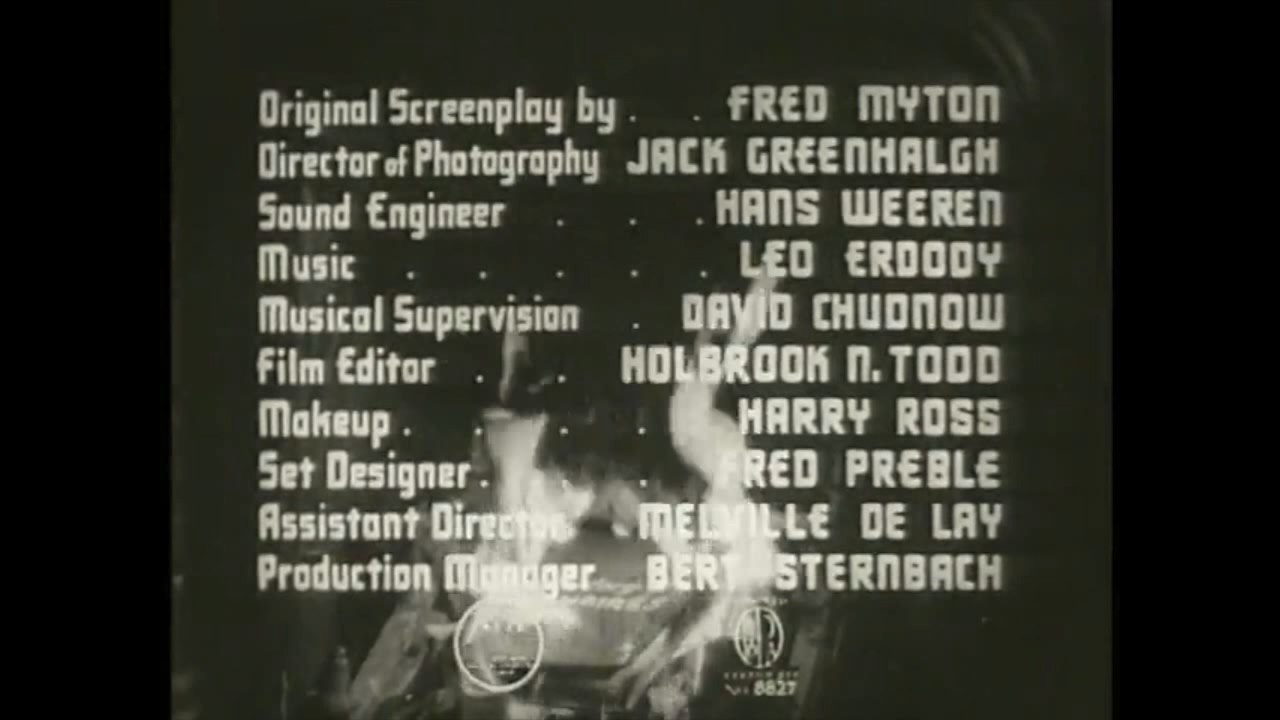 Original Screenplay by . . FRED MYTON
Director of Photography JACK GREENHALGH
Sound Engineer . . . HANS WEEREN
Music . . . . . LEO ERDODY
Musical Supervision . DAVID CHUDNOW
Film Editor . . HOLBROOK N. TODD
Makeup . . . . HARRY ROSS
Set Designer . . . FRED PREBLE
Assistant Director . MELVILLE DE LAY
Production Manager BERT STERNBACH
No 8827